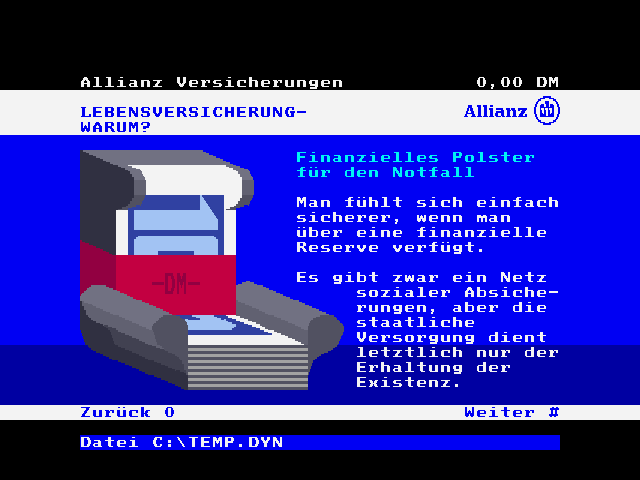 Allianz Versicherungen 0,00 DM
LEBENSVERSICHERUNG- Allianz
WARUM?
Finanzielles Polster
für den Notfall
Man fühlt sich einfach
sicherer, wenn man
über eine finanzielle
Reserve verfügt.
-DM-
Es gibt zwar ein Netz
sozialer Absiche-
rungen, aber die
staatliche
Versorgung dient
letztlich nur der
Erhaltung der
Existenz.
Zurück 0 Weiter #
Datei C:\TEMP.DYN